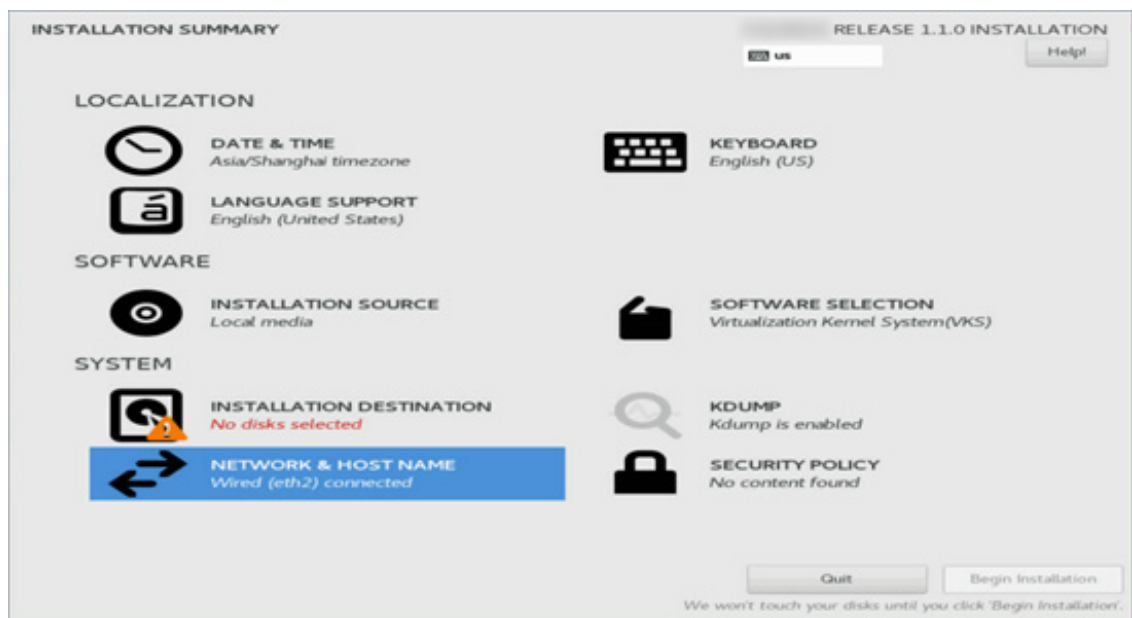 INSTALLATION SUMMARY
RELEASE 1.1.0 INSTALLATION
us
Help!
LOCALIZATION
DATE & TIME
Asia/Shanghai timezone
KEYBOARD
English (US)
LANGUAGE SUPPORT
English (United States)
SOFTWARE
INSTALLATION SOURCE
Local media
SOFTWARE SELECTION
Virtualization Kernel System(VKS)
SYSTEM
INSTALLATION DESTINATION
No disks selected
KDUMP
Kdump is enabled
NETWORK & HOST NAME
Wired (eth2) connected
SECURITY POLICY
No content found
Quit
Begin Installation
We won't touch your disks until you click 'Begin Installation'.